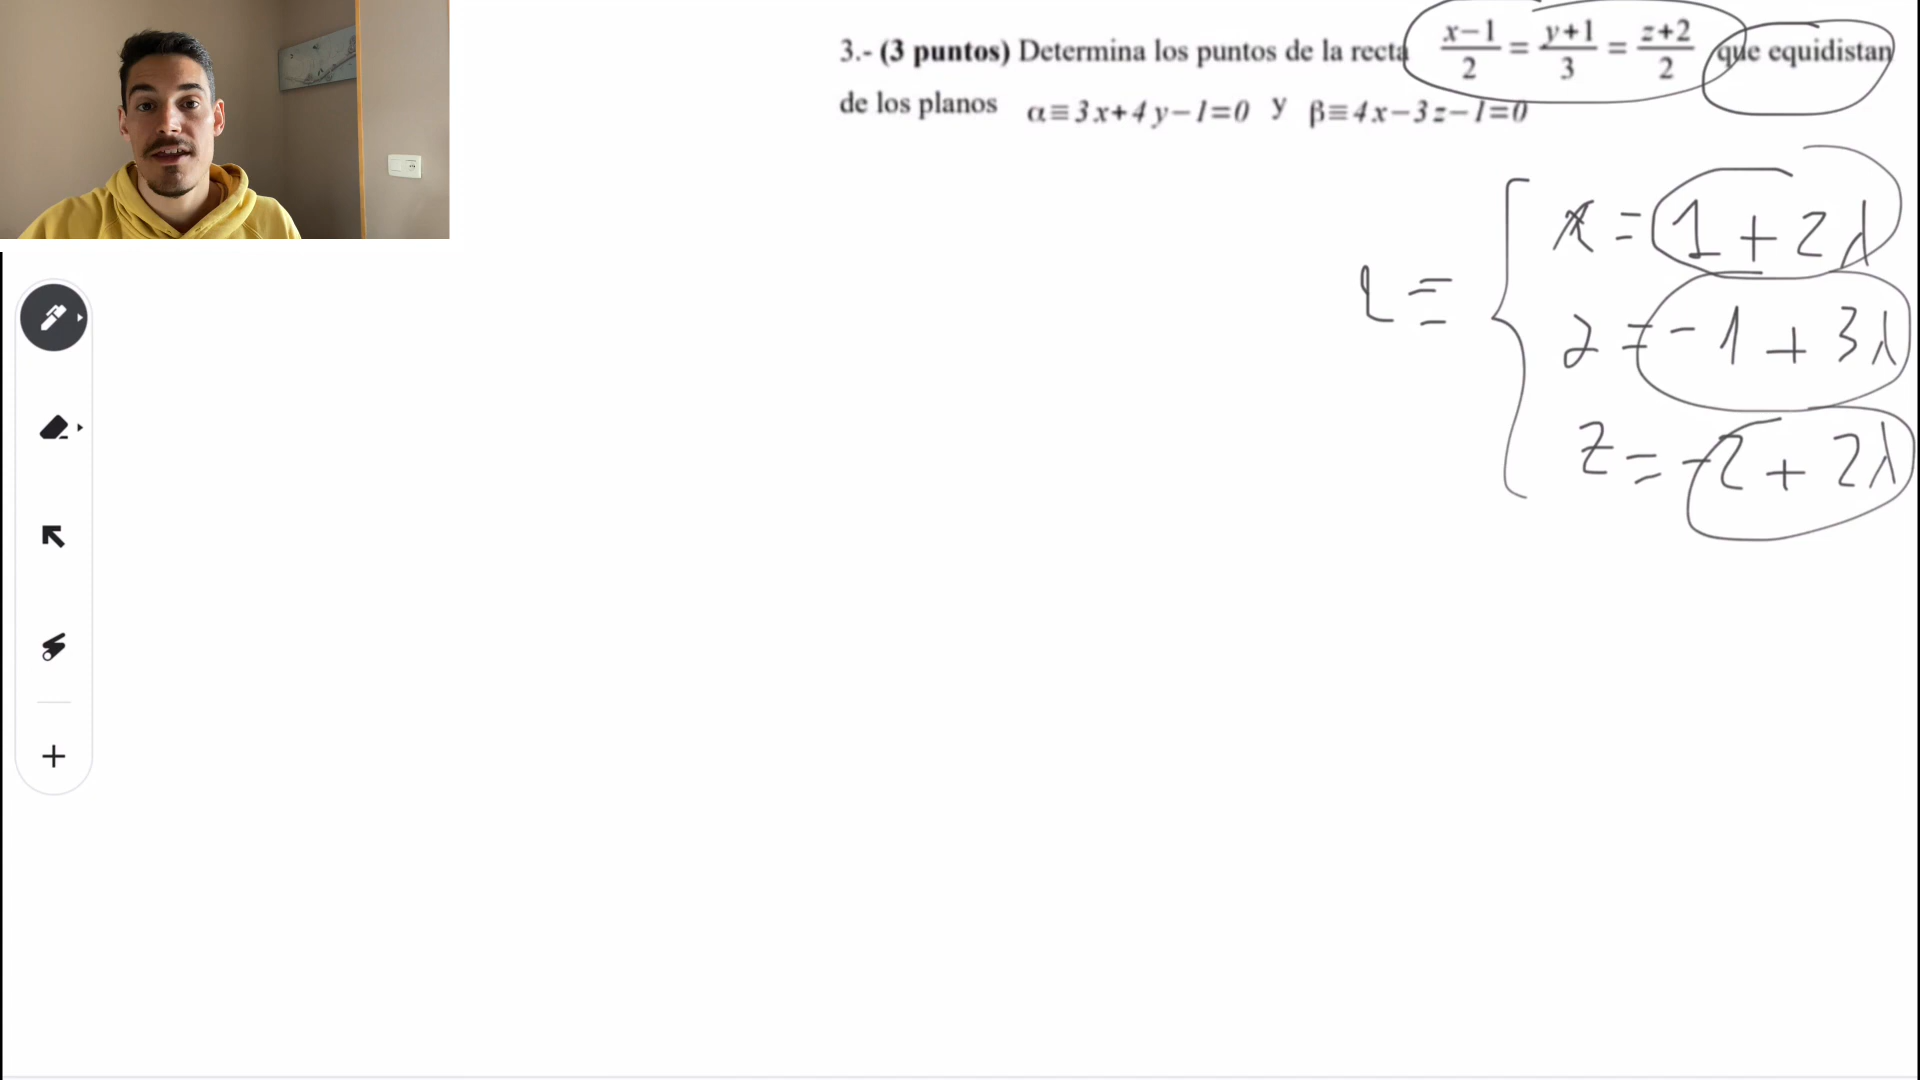 3.- (3 puntos) Determina los puntos de la recta x−1/2 = y+1/3 = z+2/2 que equidistan
de los planos α≡3x+4y−1=0 y β≡4x−3z−1=0
r ≡ { x = 1 + 2λ
y = -1 + 3λ
z = -2 + 2λ